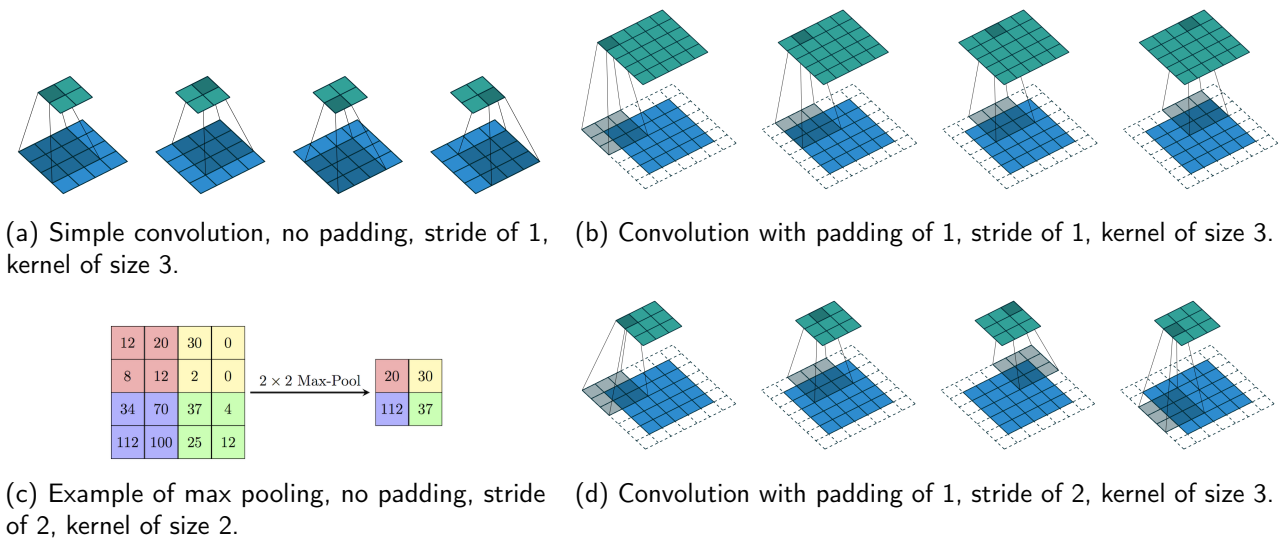 (a) Simple convolution, no padding, stride of 1,
kernel of size 3.
(b) Convolution with padding of 1, stride of 1, kernel of size 3.
12 20 30 0
8 12 2 0
34 70 37 4
112 100 25 12
2 × 2 Max-Pool
20 30
112 37
(c) Example of max pooling, no padding, stride
of 2, kernel of size 2.
(d) Convolution with padding of 1, stride of 2, kernel of size 3.